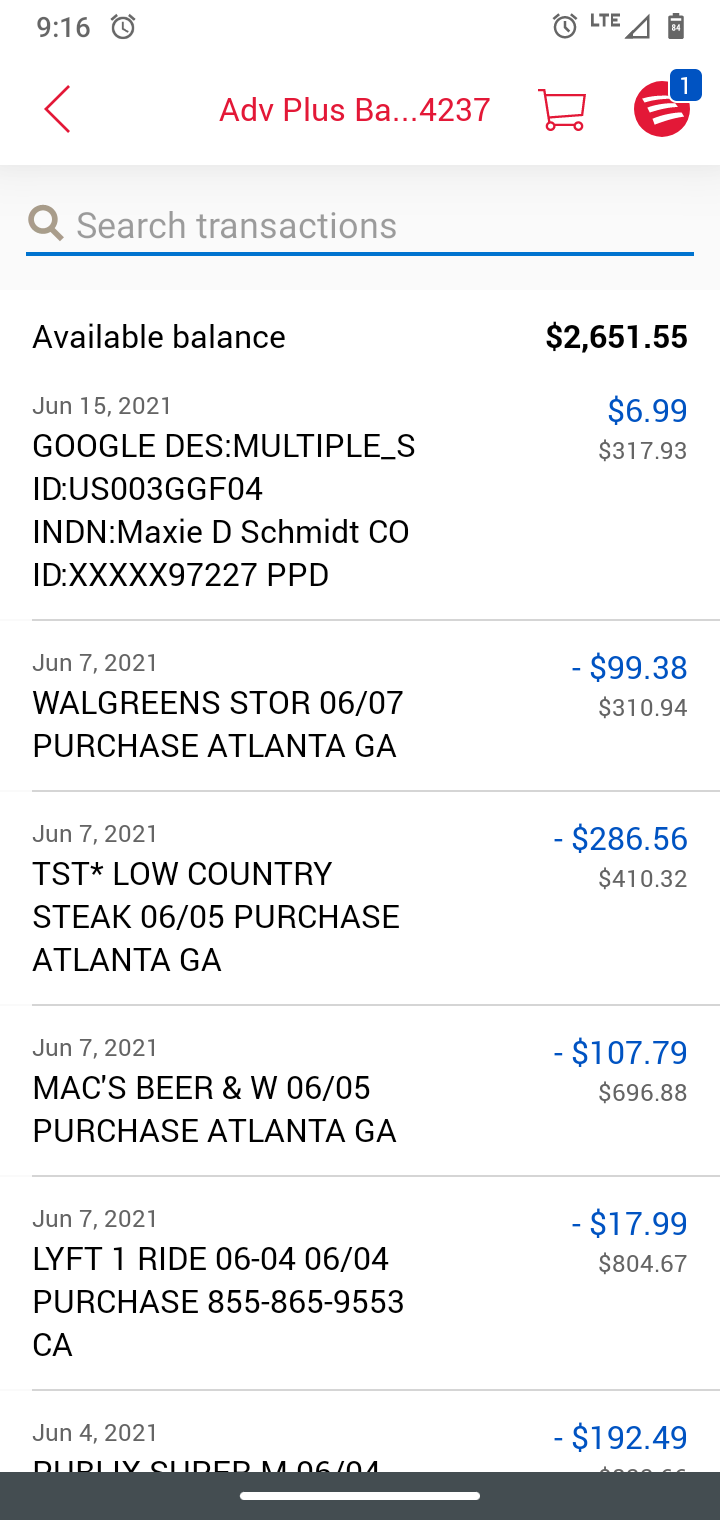 9:16
LTE
84
Adv Plus Ba...4237
1
Search transactions
Available balance $2,651.55
Jun 15, 2021 $6.99
GOOGLE DES:MULTIPLE_S $317.93
ID:US003GGF04
INDN:Maxie D Schmidt CO
ID:XXXXX97227 PPD
Jun 7, 2021 - $99.38
WALGREENS STOR 06/07 $310.94
PURCHASE ATLANTA GA
Jun 7, 2021 - $286.56
TST* LOW COUNTRY $410.32
STEAK 06/05 PURCHASE
ATLANTA GA
Jun 7, 2021 - $107.79
MAC'S BEER & W 06/05 $696.88
PURCHASE ATLANTA GA
Jun 7, 2021 - $17.99
LYFT 1 RIDE 06-04 06/04 $804.67
PURCHASE 855-865-9553
CA
Jun 4, 2021 - $192.49
PUBLIX SUPER M 06/04